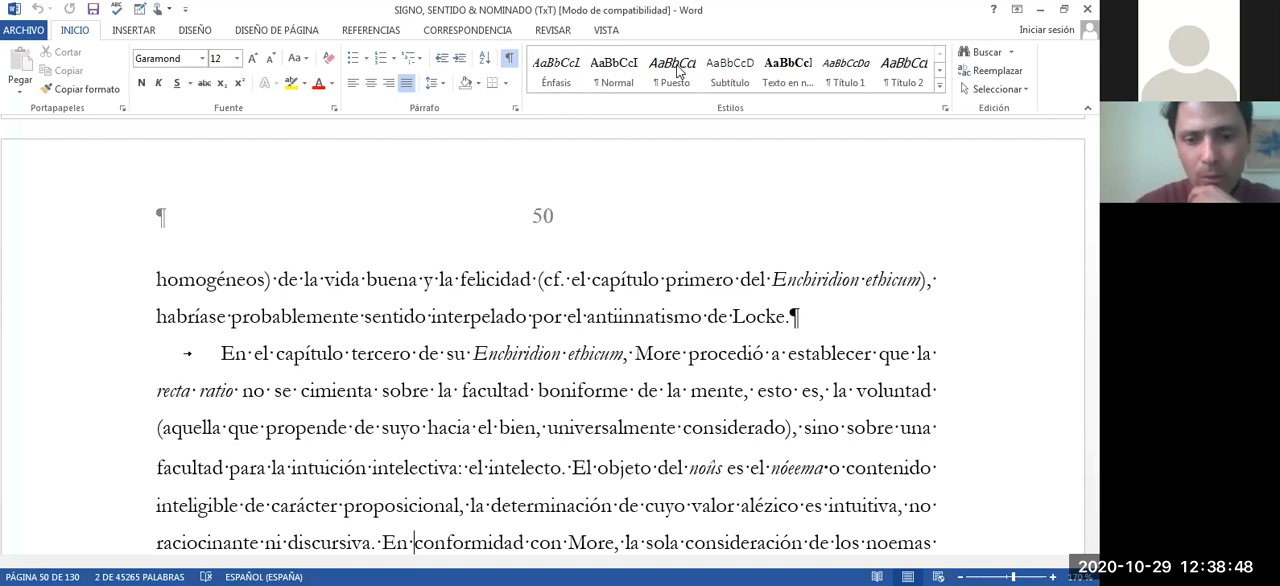 SIGNO, SENTIDO & NOMINADO (TxT) [Modo de compatibilidad] - Word
ARCHIVO INICIO INSERTAR DISEÑO DISEÑO DE PÁGINA REFERENCIAS CORRESPONDENCIA REVISAR VISTA Iniciar sesión
Pegar
Cortar
Copiar
Copiar formato
Portapapeles
Garamond 12
N K S abc x₂ x²
Fuente
Párrafo
AaBbCcI AaBbCcI AaBbCcI AaBbCcD AaBbCcI AaBbCcDa AaBbCcI
Énfasis ¶ Normal ¶ Puesto Subtítulo Texto en n... ¶ Título 1 ¶ Título 2
Estilos
Buscar
Reemplazar
Seleccionar
Edición
¶ 50
homogéneos) de la vida buena y la felicidad (cf. el capítulo primero del Enchiridion ethicum),
habríase probablemente sentido interpelado por el antiinnatismo de Locke.¶
En el capítulo tercero de su Enchiridion ethicum, More procedió a establecer que la
recta ratio no se cimienta sobre la facultad boniforme de la mente, esto es, la voluntad
(aquella que propende de suyo hacia el bien, universalmente considerado), sino sobre una
facultad para la intuición intelectiva: el intelecto. El objeto del noûs es el nóeema o contenido
inteligible de carácter proposicional, la determinación de cuyo valor alézico es intuitiva, no
raciocinante ni discursiva. En conformidad con More, la sola consideración de los noemas
PÁGINA 50 DE 130 2 DE 45265 PALABRAS ESPAÑOL (ESPAÑA) 170 %
2020-10-29 12:38:48